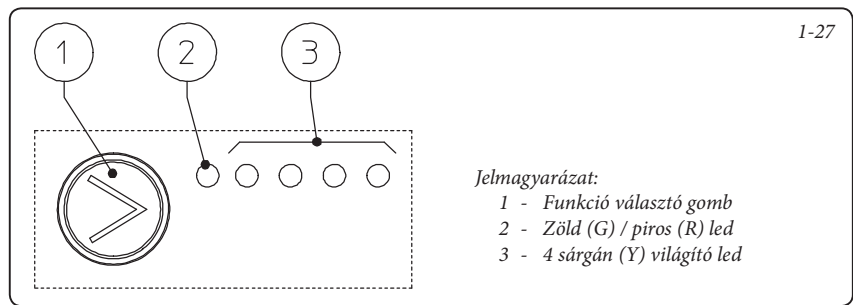 1-27
1 2 3
Jelmagyarázat:
1 - Funkció választó gomb
2 - Zöld (G) / piros (R) led
3 - 4 sárgán (Y) világító led